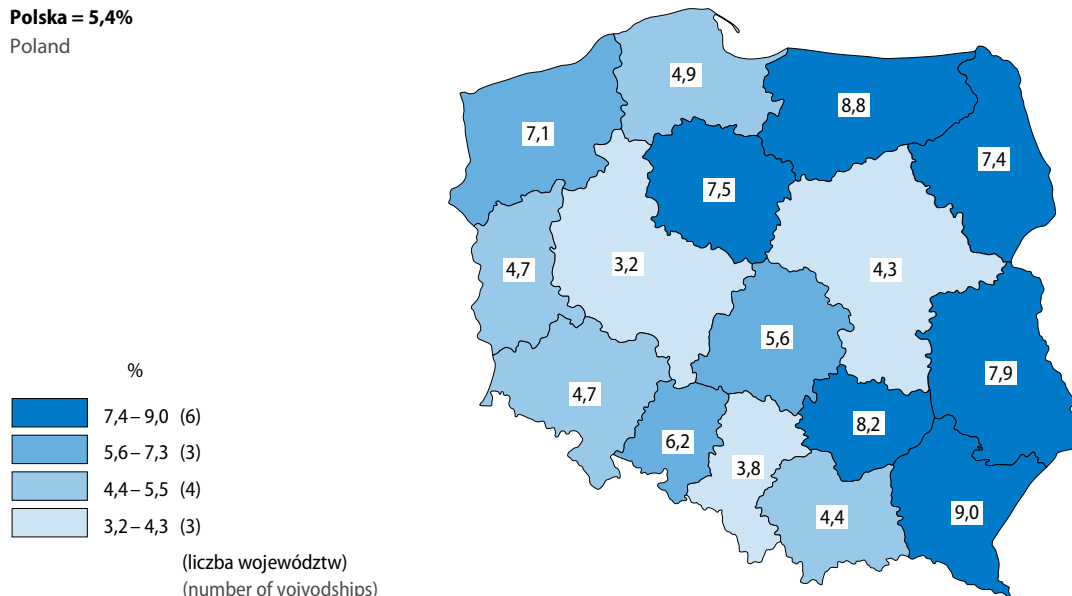 Polska = 5,4%
Poland
4,9
8,8
7,1
7,4
7,5
3,2
4,7
4,3
5,6
7,9
4,7
8,2
6,2
3,8
4,4
9,0
%
7,4 – 9,0 (6)
5,6 – 7,3 (3)
4,4 – 5,5 (4)
3,2 – 4,3 (3)
(liczba województw)
(number of voivodships)